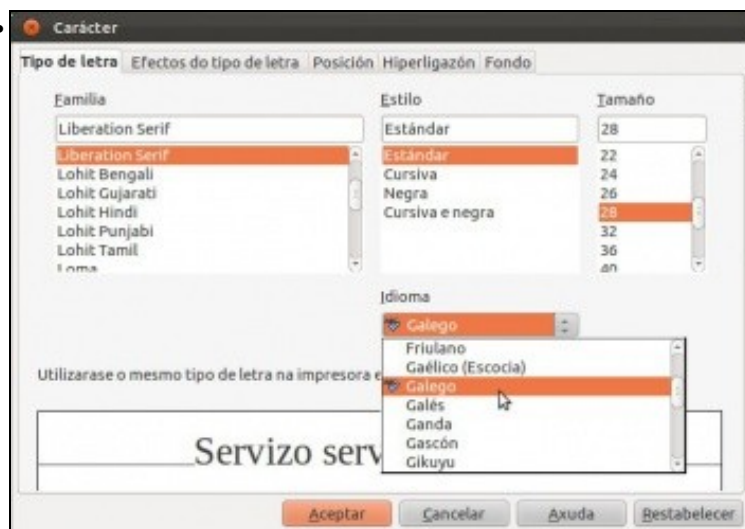 Carácter
Tipo de letra Efectos do tipo de letra Posición Hiperligazón Fondo
Familia Estilo Tamaño
Liberation Serif Estándar 28
Liberation Serif Estándar 22
Lohit Bengali Cursiva 24
Lohit Gujarati Negra 26
Lohit Hindi Cursiva e negra 28
Lohit Punjabi 32
Lohit Tamil 36
Loma 40
Idioma
Galego
Friulano
Gaélico (Escocia)
Utilizarase o mesmo tipo de letra na impresora e
Galego
Galés
Ganda
Gascón
Gikuyu
Servizo serv
Aceptar Cancelar Axuda Restabelecer